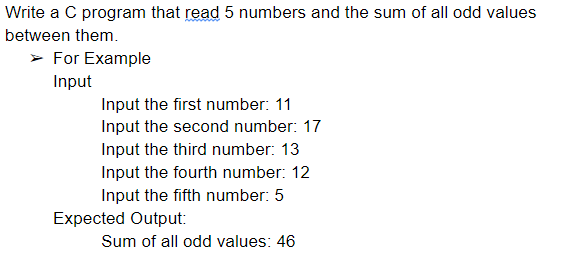 Write a C program that read 5 numbers and the sum of all odd values
between them.
➢ For Example
Input
Input the first number: 11
Input the second number: 17
Input the third number: 13
Input the fourth number: 12
Input the fifth number: 5
Expected Output:
Sum of all odd values: 46